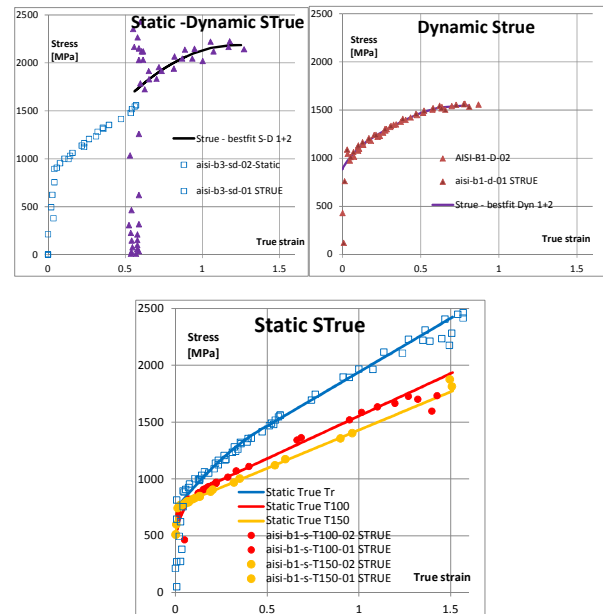 Static -Dynamic STrue
Stress
[MPa]
2500
2000
1500
1000
500
0
Strue - bestfit S-D 1+2
aisi-b3-sd-02-Static
aisi-b3-sd-01 STRUE
True strain
0
0.5
1
1.5
Dynamic Strue
Stress
[MPa]
2500
2000
1500
1000
500
0
AISI-B1-D-02
aisi-b1-d-01 STRUE
Strue - bestfit Dyn 1+2
True strain
0
0.5
1
1.5
Static STrue
Stress
[MPa]
2500
2000
1500
1000
500
0
Static True Tr
Static True T100
Static True T150
aisi-b1-s-T100-02 STRUE
aisi-b1-s-T100-01 STRUE
aisi-b1-s-T150-02 STRUE
aisi-b1-s-T150-01 STRUE
True strain
0
0.5
1
1.5